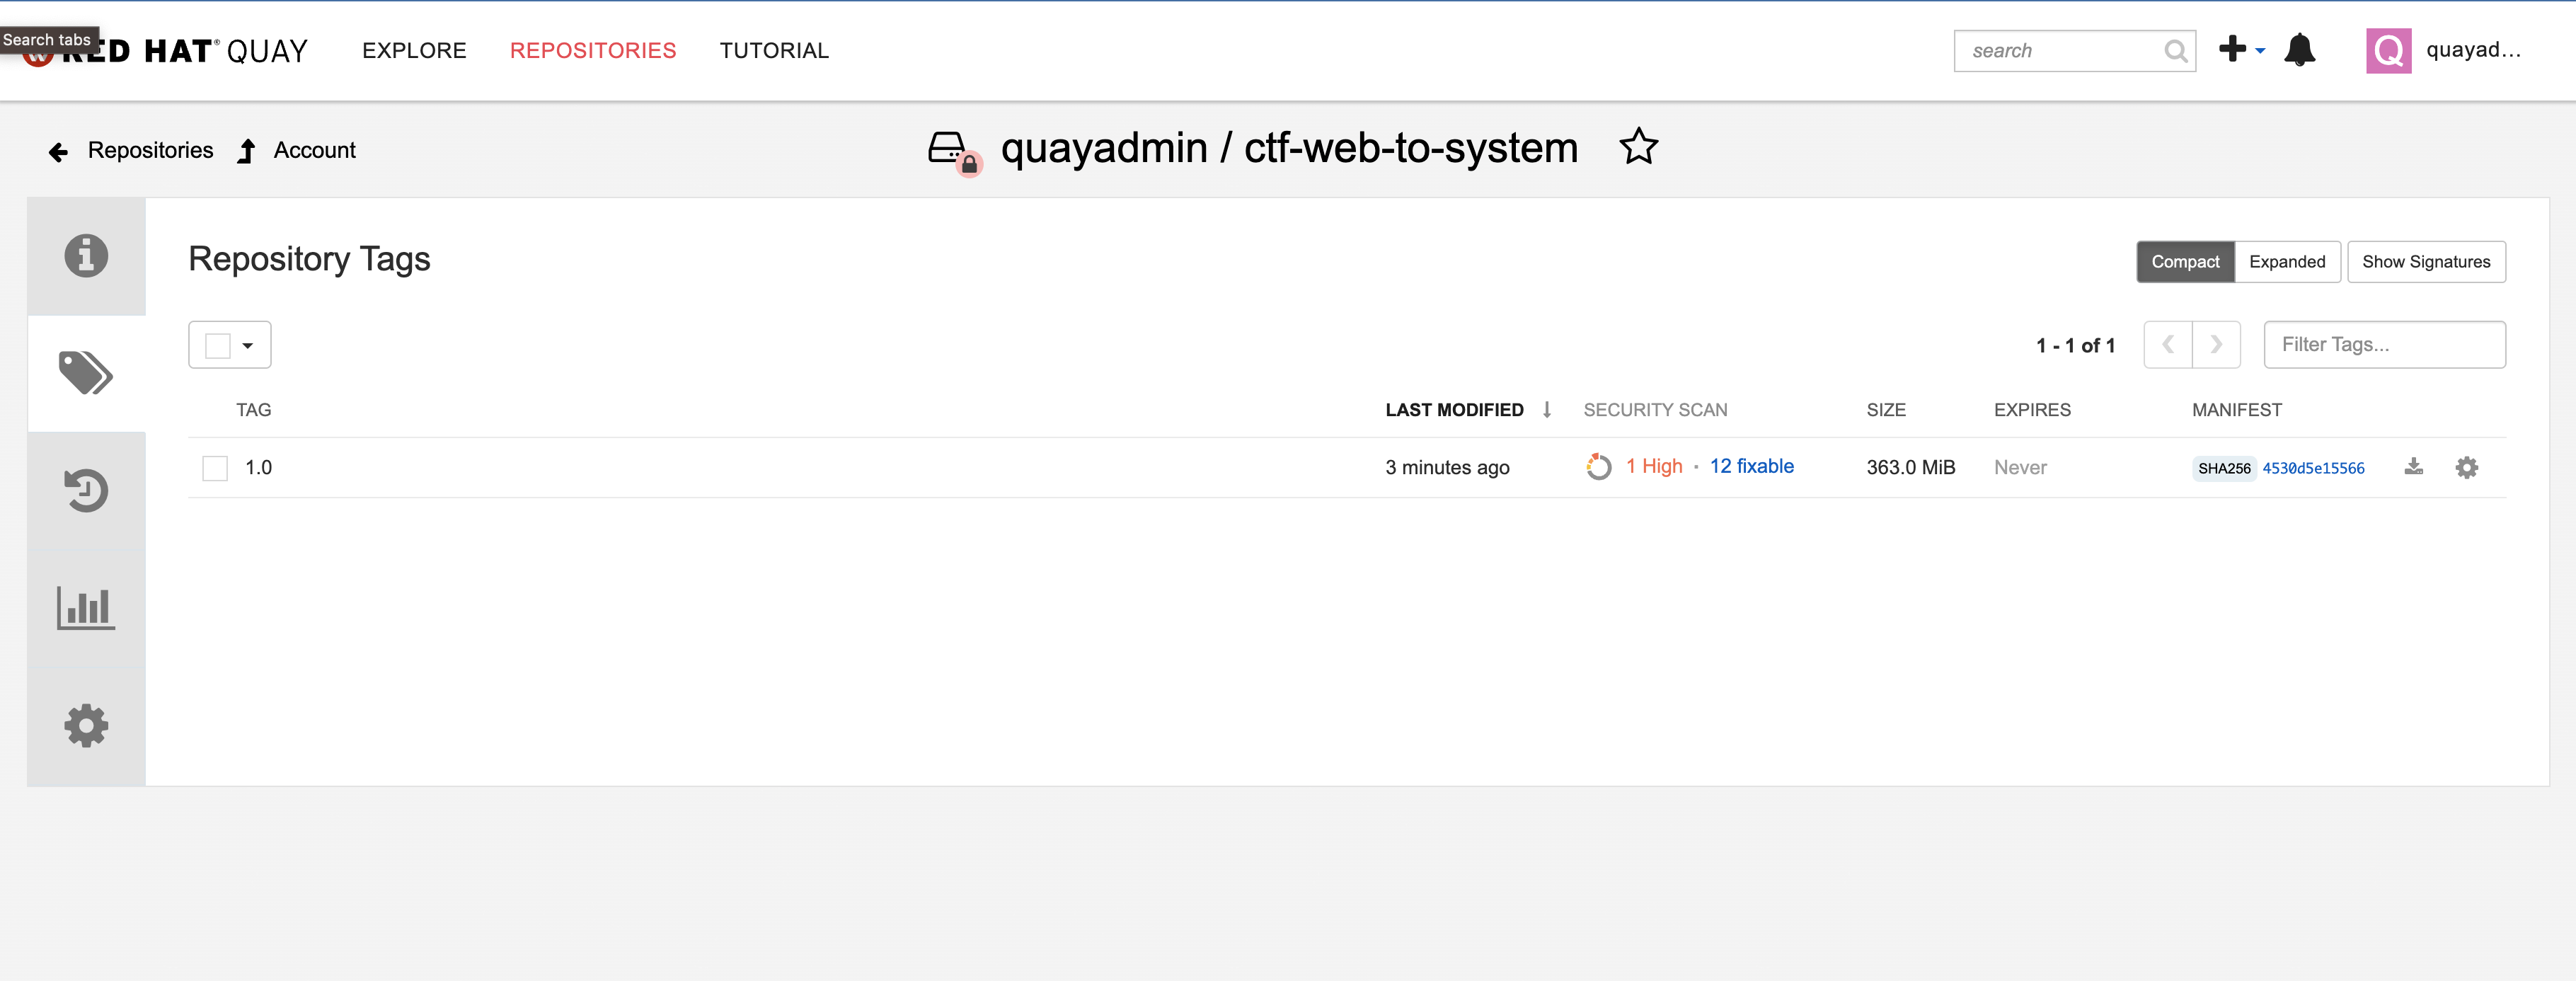 Search tabs
RED HAT® QUAY EXPLORE REPOSITORIES TUTORIAL search Q quayad...
Repositories Account quayadmin / ctf-web-to-system
Repository Tags Compact Expanded Show Signatures
1 - 1 of 1 Filter Tags...
TAG LAST MODIFIED SECURITY SCAN SIZE EXPIRES MANIFEST
1.0 3 minutes ago 1 High · 12 fixable 363.0 MiB Never SHA256 4530d5e15566